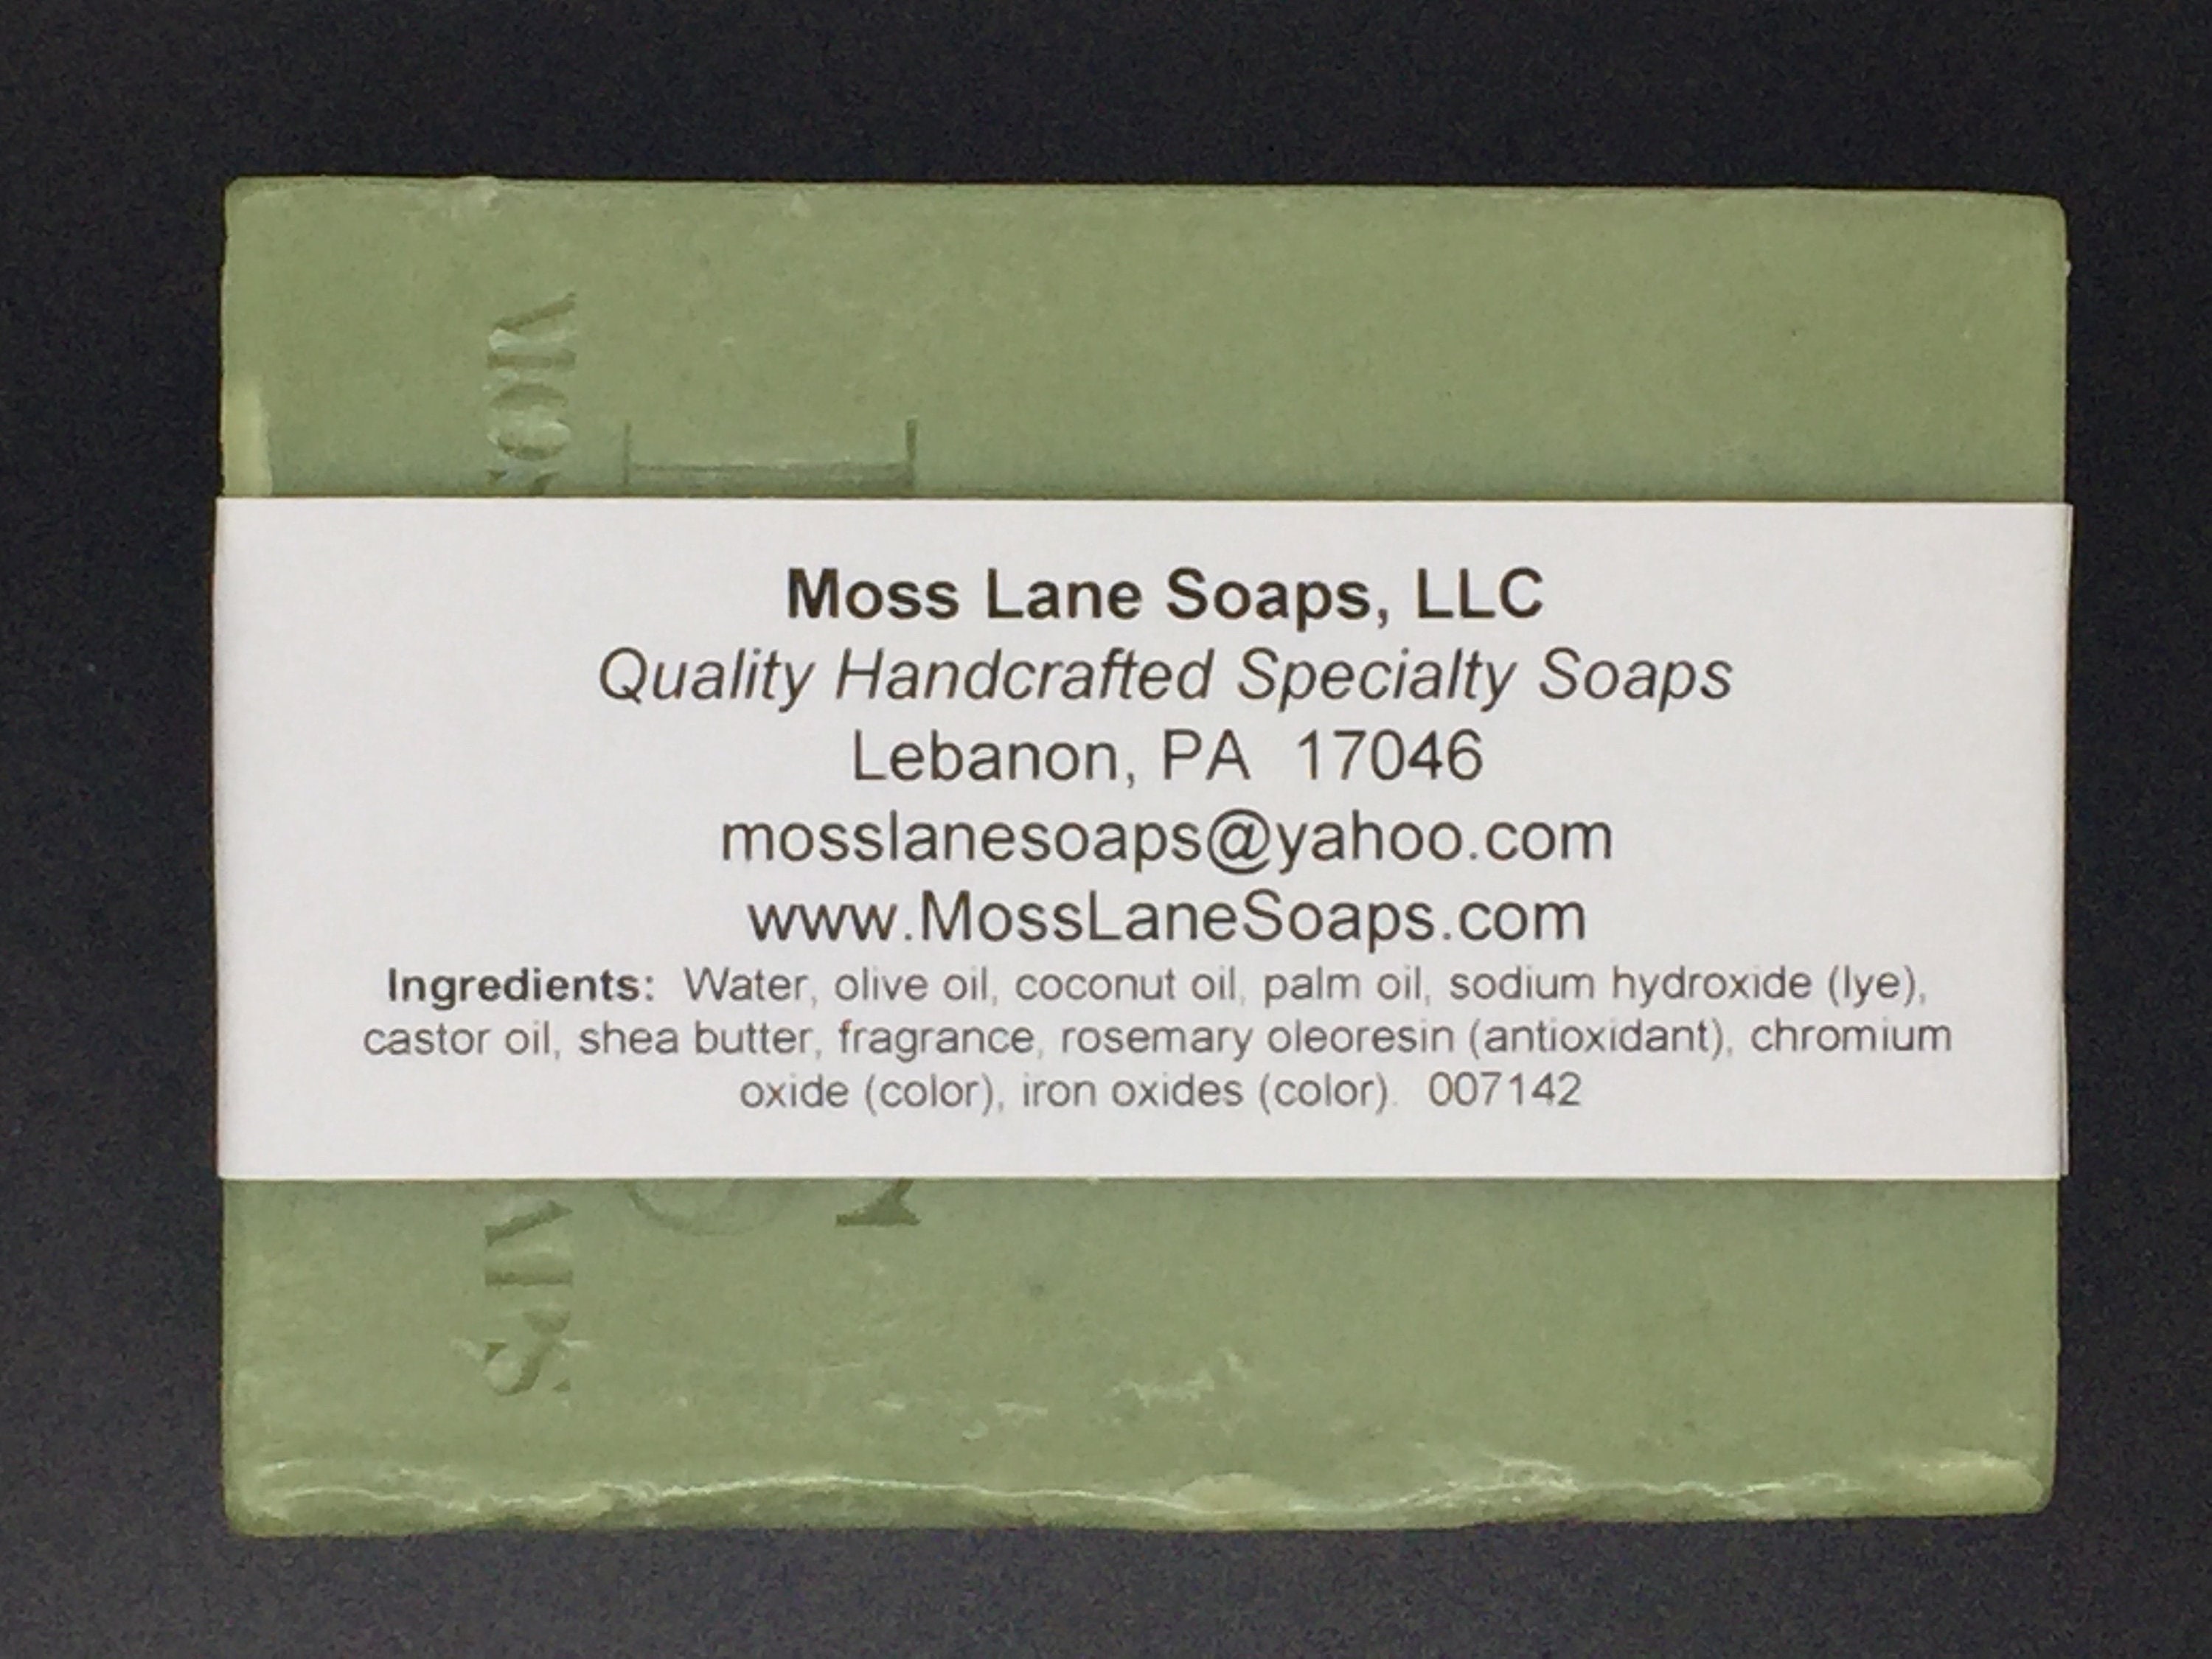 Moss Lane Soaps, LLC
Quality Handcrafted Specialty Soaps
Lebanon, PA  17046
mosslanesoaps@yahoo.com
www.MossLaneSoaps.com
Ingredients:  Water, olive oil, coconut oil, palm oil, sodium hydroxide (lye),
castor oil, shea butter, fragrance, rosemary oleoresin (antioxidant), chromium
oxide (color), iron oxides (color).  007142